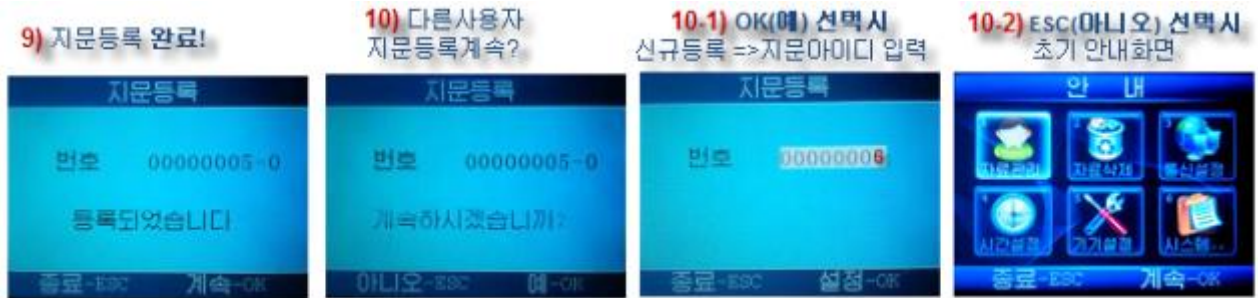 9) 지문등록 완료!
지문등록
번호 00000005-0
등록되었습니다
종료-ESC 계속-OK
10) 다른사용자
지문등록계속?
지문등록
번호 00000005-0
계속하시겠습니까?
아니오-ESC 예-OK
10-1) OK(예) 선택시
신규등록 =>지문아이디 입력
지문등록
번호 00000006
종료-ESC 설정-OK
10-2) ESC(아니오) 선택시
초기 안내화면
안 내
자료관리 자료삭제 통신설정
시간설정 기기설정 시스템..
종료-ESC 계속-OK